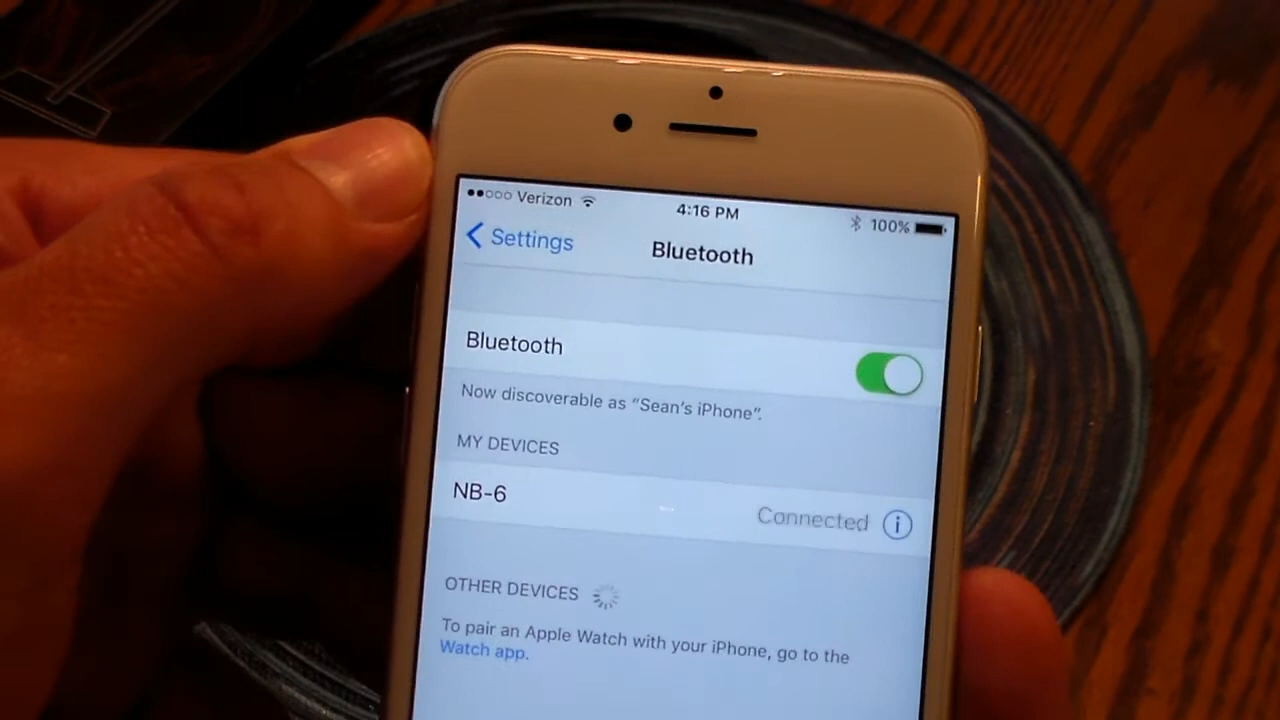 ●●○○○ Verizon 4:16 PM 100%
Settings Bluetooth
Bluetooth
Now discoverable as “Sean’s iPhone”.
MY DEVICES
NB-6 Connected i
OTHER DEVICES
To pair an Apple Watch with your iPhone, go to the
Watch app.